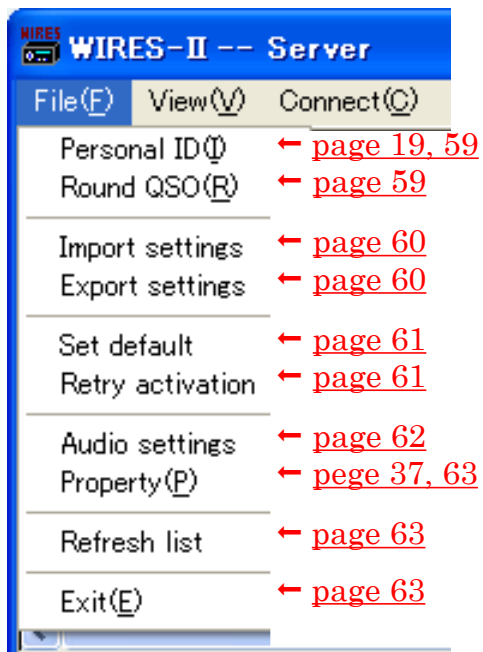 WIRES
WIRES-II -- Server
File(F) View(V) Connect(C)
Personal ID(I) ← page 19, 59
Round QSO(R) ← page 59
Import settings ← page 60
Export settings ← page 60
Set default ← page 61
Retry activation ← page 61
Audio settings ← page 62
Property(P) ← pege 37, 63
Refresh list ← page 63
Exit(E) ← page 63